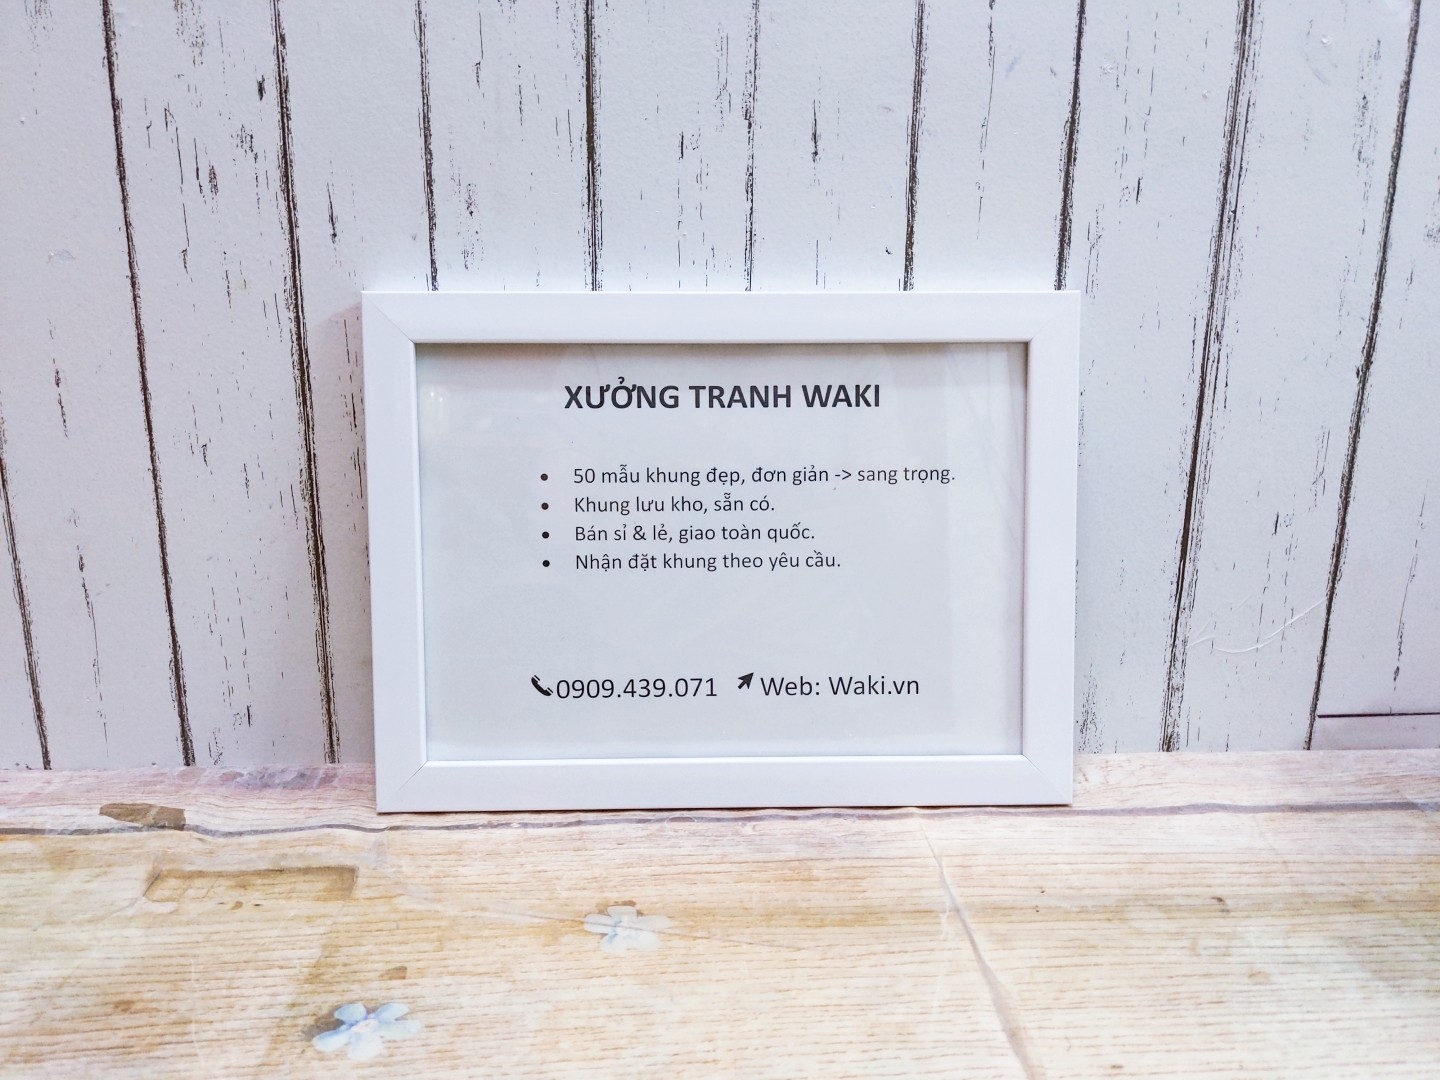 XƯỞNG TRANH WAKI
• 50 mẫu khung đẹp, đơn giản -> sang trọng.
• Khung lưu kho, sẵn có.
• Bán sỉ & lẻ, giao toàn quốc.
• Nhận đặt khung theo yêu cầu.
0909.439.071 Web: Waki.vn